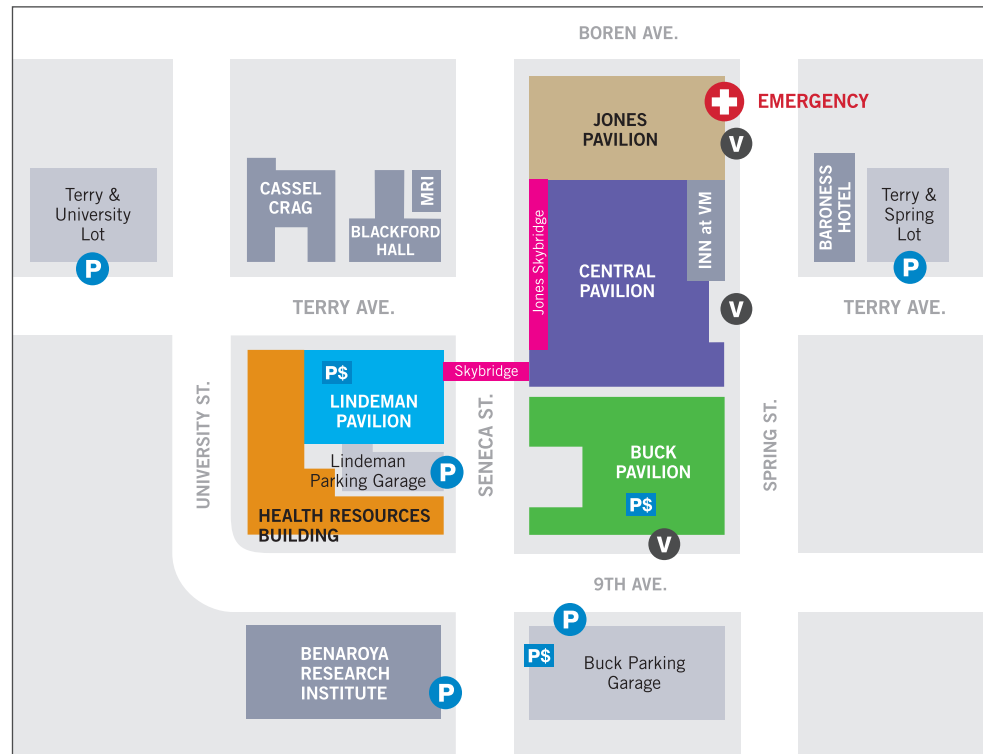 BOREN AVE.
EMERGENCY
JONES
PAVILION
V
Terry &
University
Lot
P
CASSEL
CRAG
MRI
BLACKFORD
HALL
Jones Skybridge
CENTRAL
PAVILION
INN at VM
V
BARONESS
HOTEL
Terry &
Spring
Lot
P
TERRY AVE.
TERRY AVE.
UNIVERSITY ST.
P$
LINDEMAN
PAVILION
Skybridge
SENECA ST.
SPRING ST.
Lindeman
Parking Garage
P
BUCK
PAVILION
P$
HEALTH RESOURCES
BUILDING
V
9TH AVE.
BENAROYA
RESEARCH
INSTITUTE
P
P
P$
Buck Parking
Garage